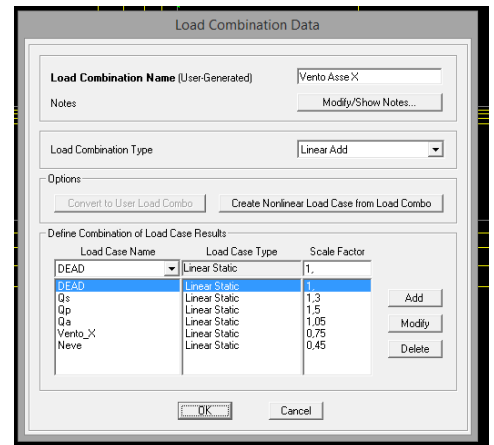 Load Combination Data
Load Combination Name (User-Generated) Vento Asse X
Notes Modify/Show Notes...
Load Combination Type Linear Add
Options
Convert to User Load Combo Create Nonlinear Load Case from Load Combo
Define Combination of Load Case Results
Load Case Name Load Case Type Scale Factor
DEAD Linear Static 1,
DEAD Linear Static 1,
Qs Linear Static 1,3
Qp Linear Static 1,5
Qa Linear Static 1,05
Vento_X Linear Static 0,75
Neve Linear Static 0,45
Add
Modify
Delete
OK Cancel